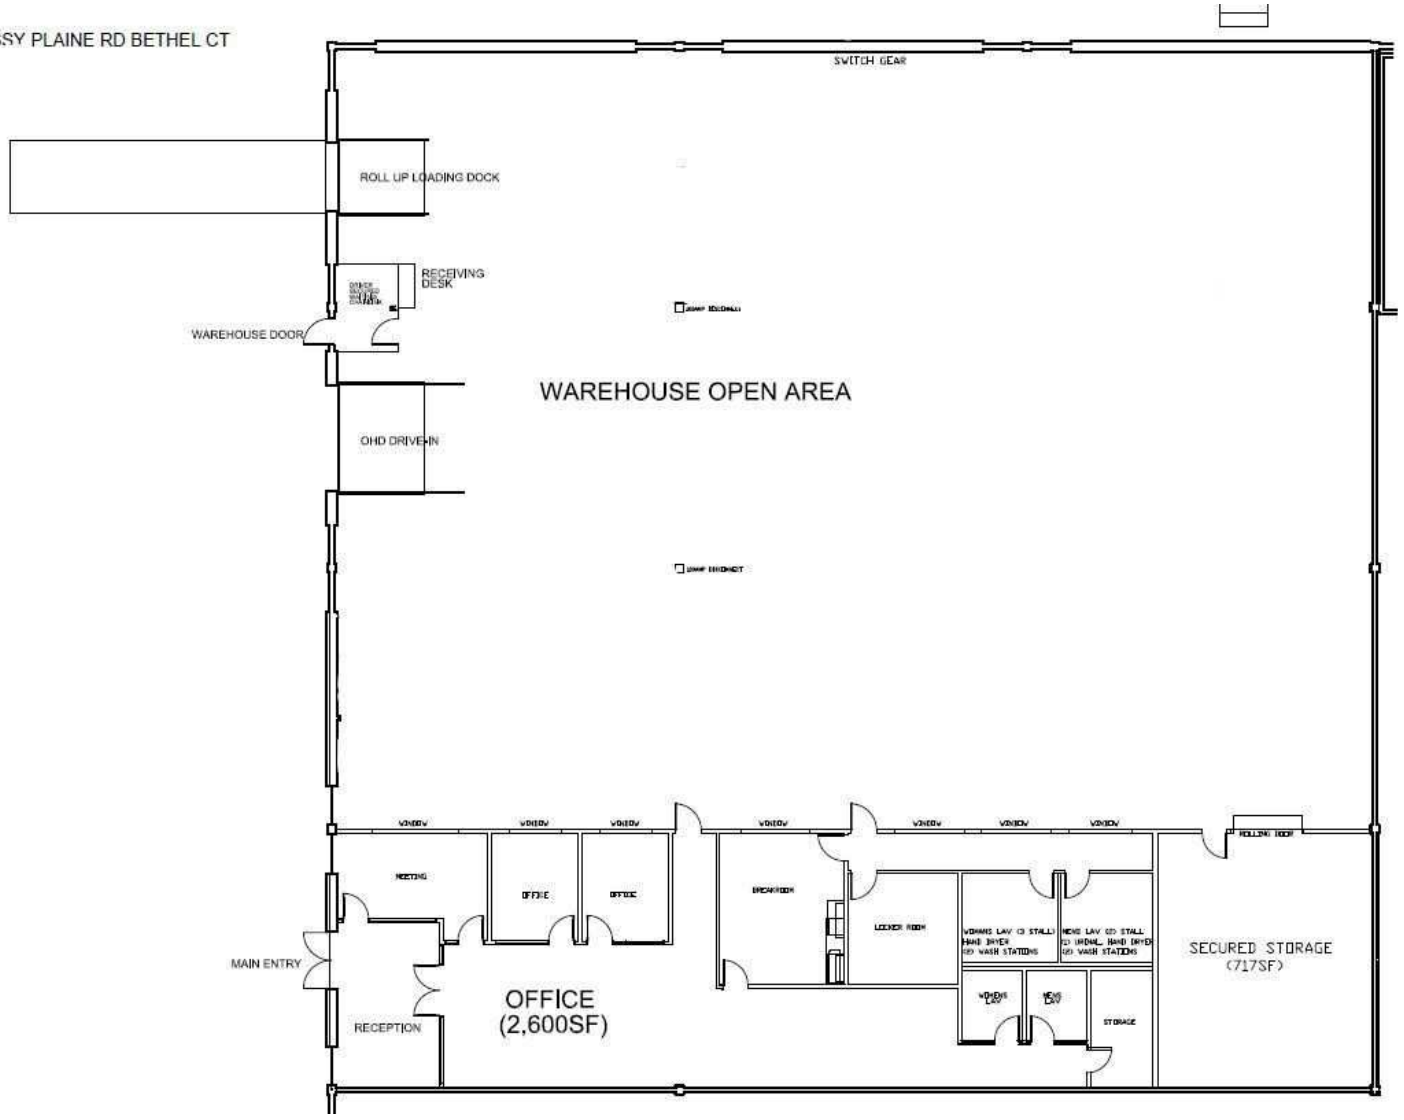 SSY PLAINE RD BETHEL CT
SWITCH GEAR
ROLL UP LOADING DOCK
RECEIVING
DESK
DRIVER
WAREHOUSE DOOR
WAREHOUSE OPEN AREA
OHD DRIVE-IN
WINDOW
WINDOW
WINDOW
WINDOW
WINDOW
WINDOW
WINDOW
ROLLING DOOR
MEETING
OFFICE
OFFICE
BREAKROOM
LOCKER ROOM
WOMANS LAV (3 STALL)
HAND DRYER
(2) WASH STATIONS
MENS LAV (2) STALL
(1) URINAL, HAND DRYER
(2) WASH STATIONS
SECURED STORAGE
(717SF)
MAIN ENTRY
OFFICE
(2,600SF)
WOMENS
LAV
MENS
LAV
STORAGE
RECEPTION